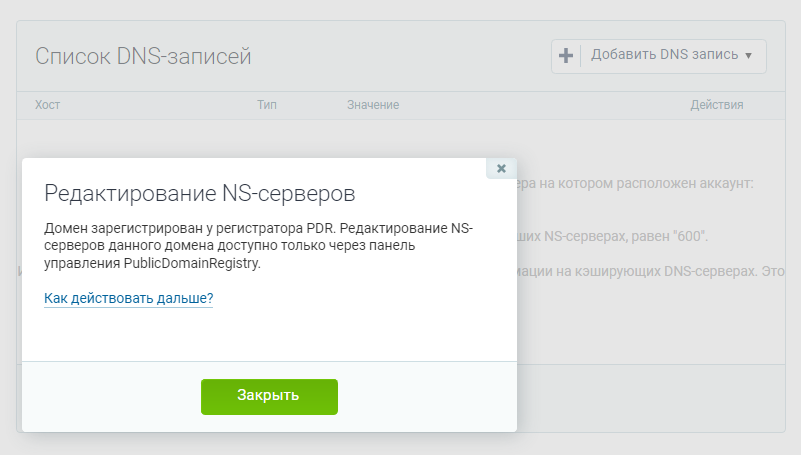 Список DNS-записей
Добавить DNS запись
Хост Тип Значение Действия
ера на котором расположен аккаунт:
Редактирование NS-серверов
Домен зарегистрирован у регистратора PDR. Редактирование NS-
серверов данного домена доступно только через панель
управления PublicDomainRegistry.
ших NS-серверах, равен "600".
И
мации на кэширующих DNS-серверах. Это
Как действовать дальше?
Закрыть